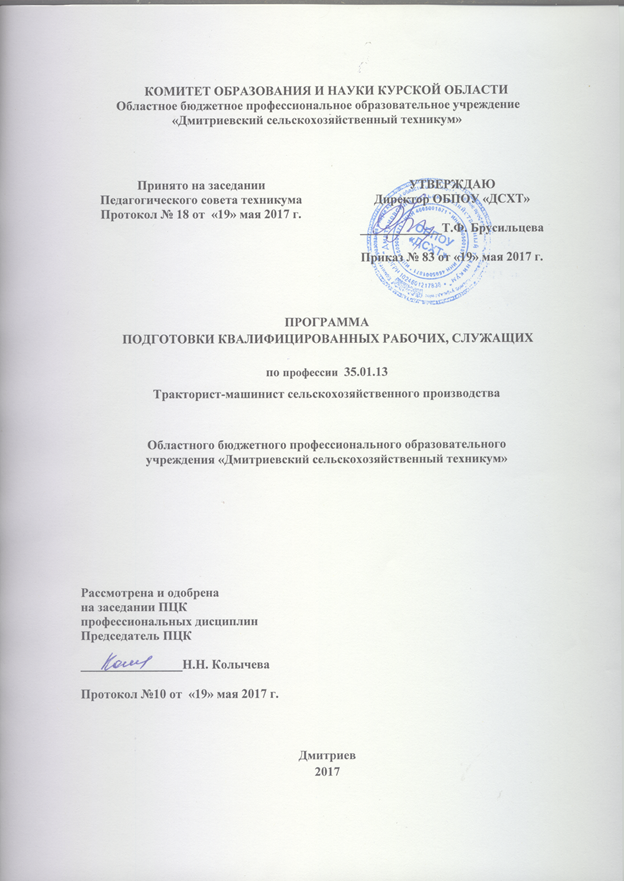 КОМИТЕТ ОБРАЗОВАНИЯ И НАУКИ КУРСКОЙ ОБЛАСТИ
Областное бюджетное профессиональное образовательное учреждение
«Дмитриевский сельскохозяйственный техникум»
Принято на заседании
Педагогического совета техникума
Протокол № 18 от «19» мая 2017 г.
УТВЕРЖДАЮ
Директор ОБПОУ «ДСХТ»
Т.Ф. Брусильцева
Приказ № 83 от «19» мая 2017 г.
ОБПОУ
«ДСХТ»
ПРОГРАММА
ПОДГОТОВКИ КВАЛИФИЦИРОВАННЫХ РАБОЧИХ, СЛУЖАЩИХ
по профессии 35.01.13
Тракторист-машинист сельскохозяйственного производства
Областного бюджетного профессионального образовательного
учреждения «Дмитриевский сельскохозяйственный техникум»
Рассмотрена и одобрена
на заседании ПЦК
профессиональных дисциплин
Председатель ПЦК
Н.Н. Колычева
Протокол №10 от «19» мая 2017 г.
Дмитриев
2017